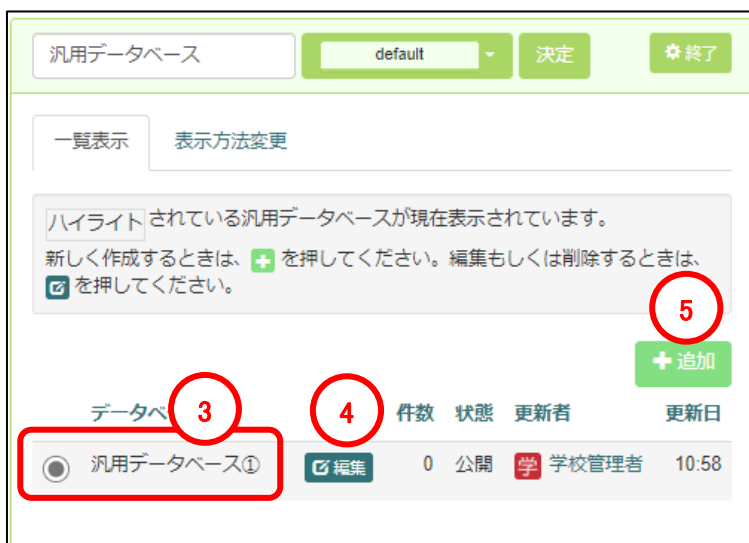 汎用データベース default 決定 終了
一覧表示 表示方法変更
ハイライト されている汎用データベースが現在表示されています。
新しく作成するときは、 を押してください。編集もしくは削除するときは、
を押してください。
5
追加
3 4
データベ 件数 状態 更新者 更新日
汎用データベース① 編集 0 公開 学 学校管理者 10:58